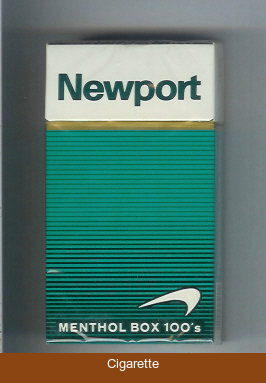 Newport
MENTHOL BOX 100's
Cigarette